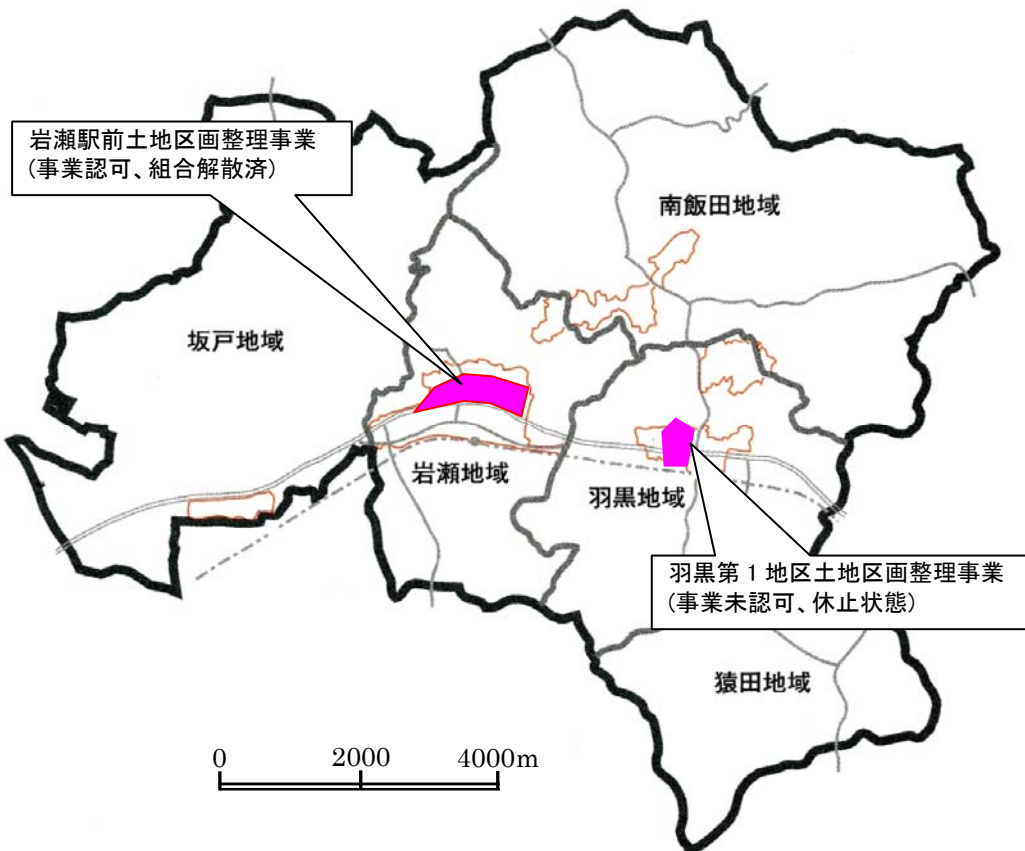 岩瀬駅前土地区画整理事業
(事業認可、組合解散済)
南飯田地域
坂戸地域
岩瀬地域
羽黒地域
羽黒第1地区土地区画整理事業
(事業未認可、休止状態)
猿田地域
0 2000 4000m